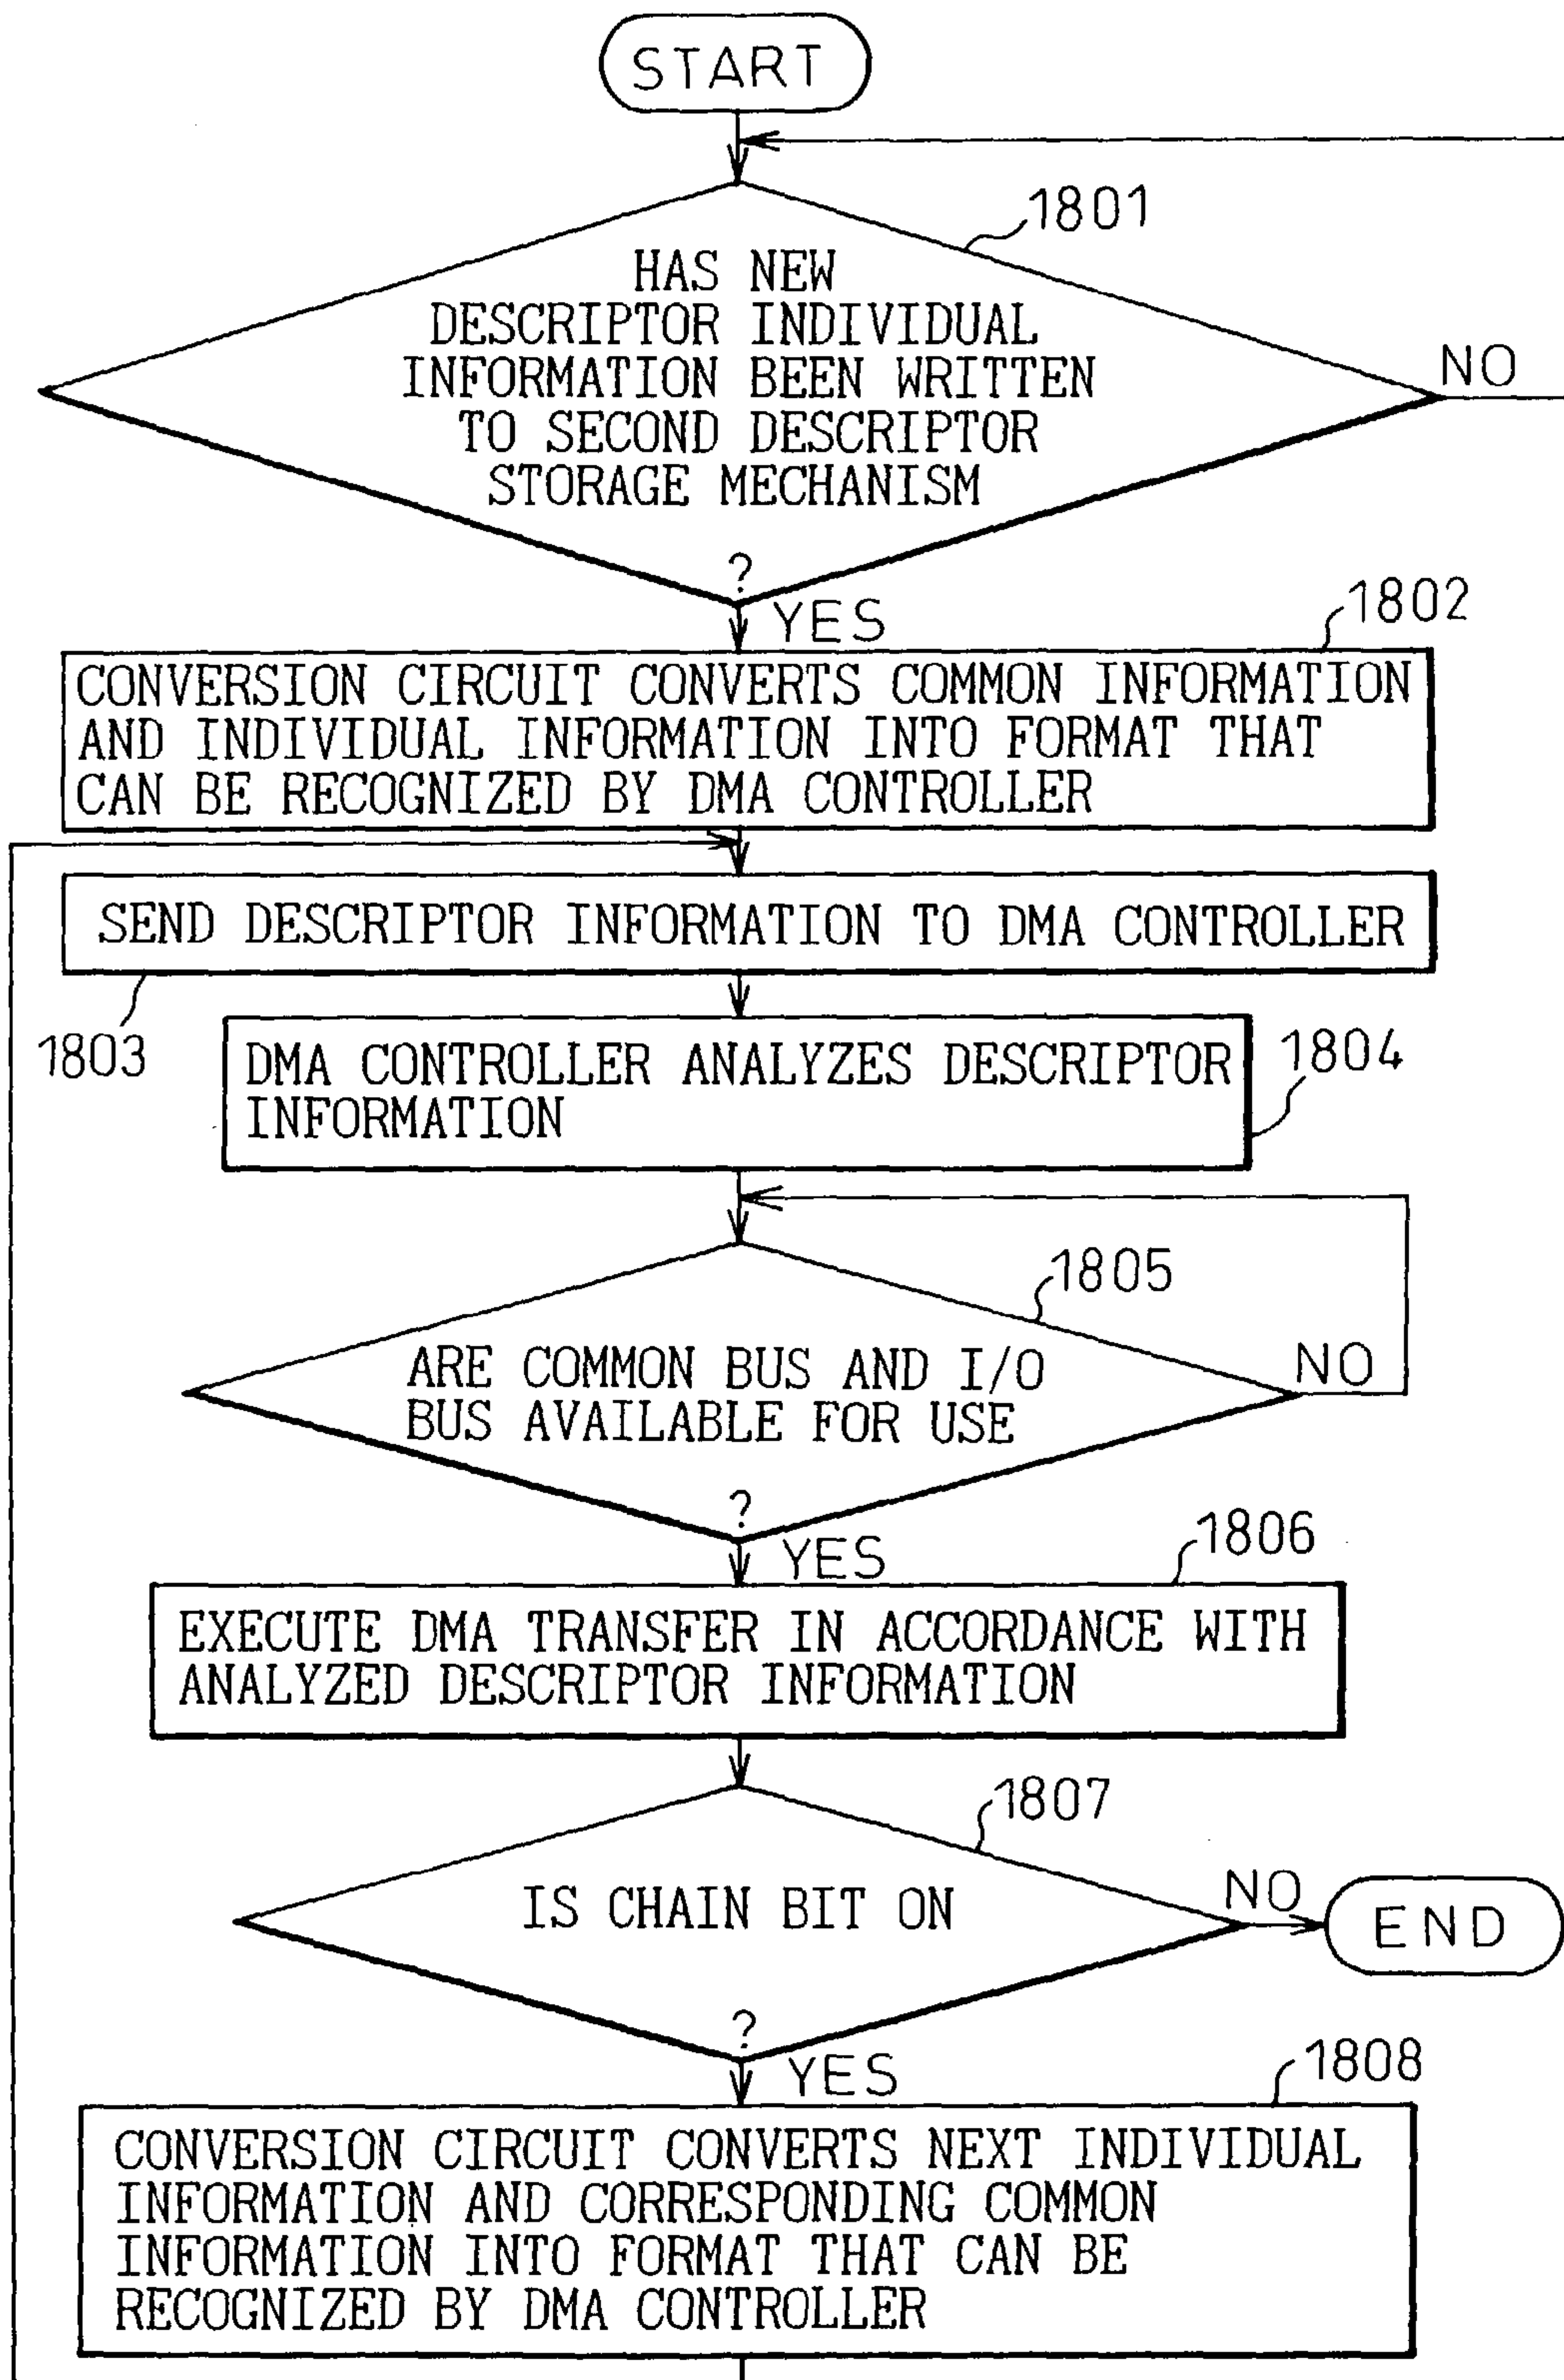 START
1801
HAS NEW
DESCRIPTOR INDIVIDUAL
INFORMATION BEEN WRITTEN
TO SECOND DESCRIPTOR
STORAGE MECHANISM
?
NO
YES
1802
CONVERSION CIRCUIT CONVERTS COMMON INFORMATION
AND INDIVIDUAL INFORMATION INTO FORMAT THAT
CAN BE RECOGNIZED BY DMA CONTROLLER
SEND DESCRIPTOR INFORMATION TO DMA CONTROLLER
1803
DMA CONTROLLER ANALYZES DESCRIPTOR
INFORMATION
1804
1805
ARE COMMON BUS AND I/O
BUS AVAILABLE FOR USE
?
NO
YES
1806
EXECUTE DMA TRANSFER IN ACCORDANCE WITH
ANALYZED DESCRIPTOR INFORMATION
1807
IS CHAIN BIT ON
?
NO
END
YES
1808
CONVERSION CIRCUIT CONVERTS NEXT INDIVIDUAL
INFORMATION AND CORRESPONDING COMMON
INFORMATION INTO FORMAT THAT CAN BE
RECOGNIZED BY DMA CONTROLLER